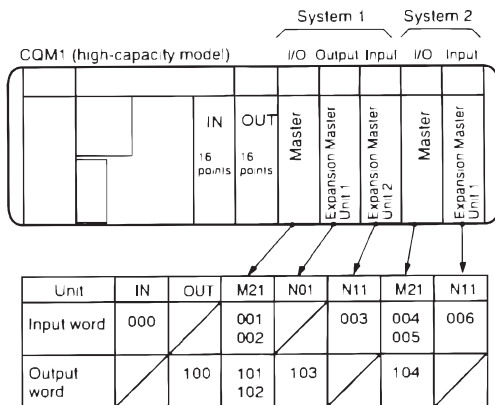 System 1 System 2
CQM1 (high-capacity model) I/O Output Input I/O Input
IN OUT
16 points 16 points
Master
Expansion Master Unit 1
Expansion Master Unit 2
Master
Expansion Master Unit 1
Unit IN OUT M21 N01 N11 M21 N11
Input word 000 001 003 004 006
002 005
Output word 100 101 103 104
102